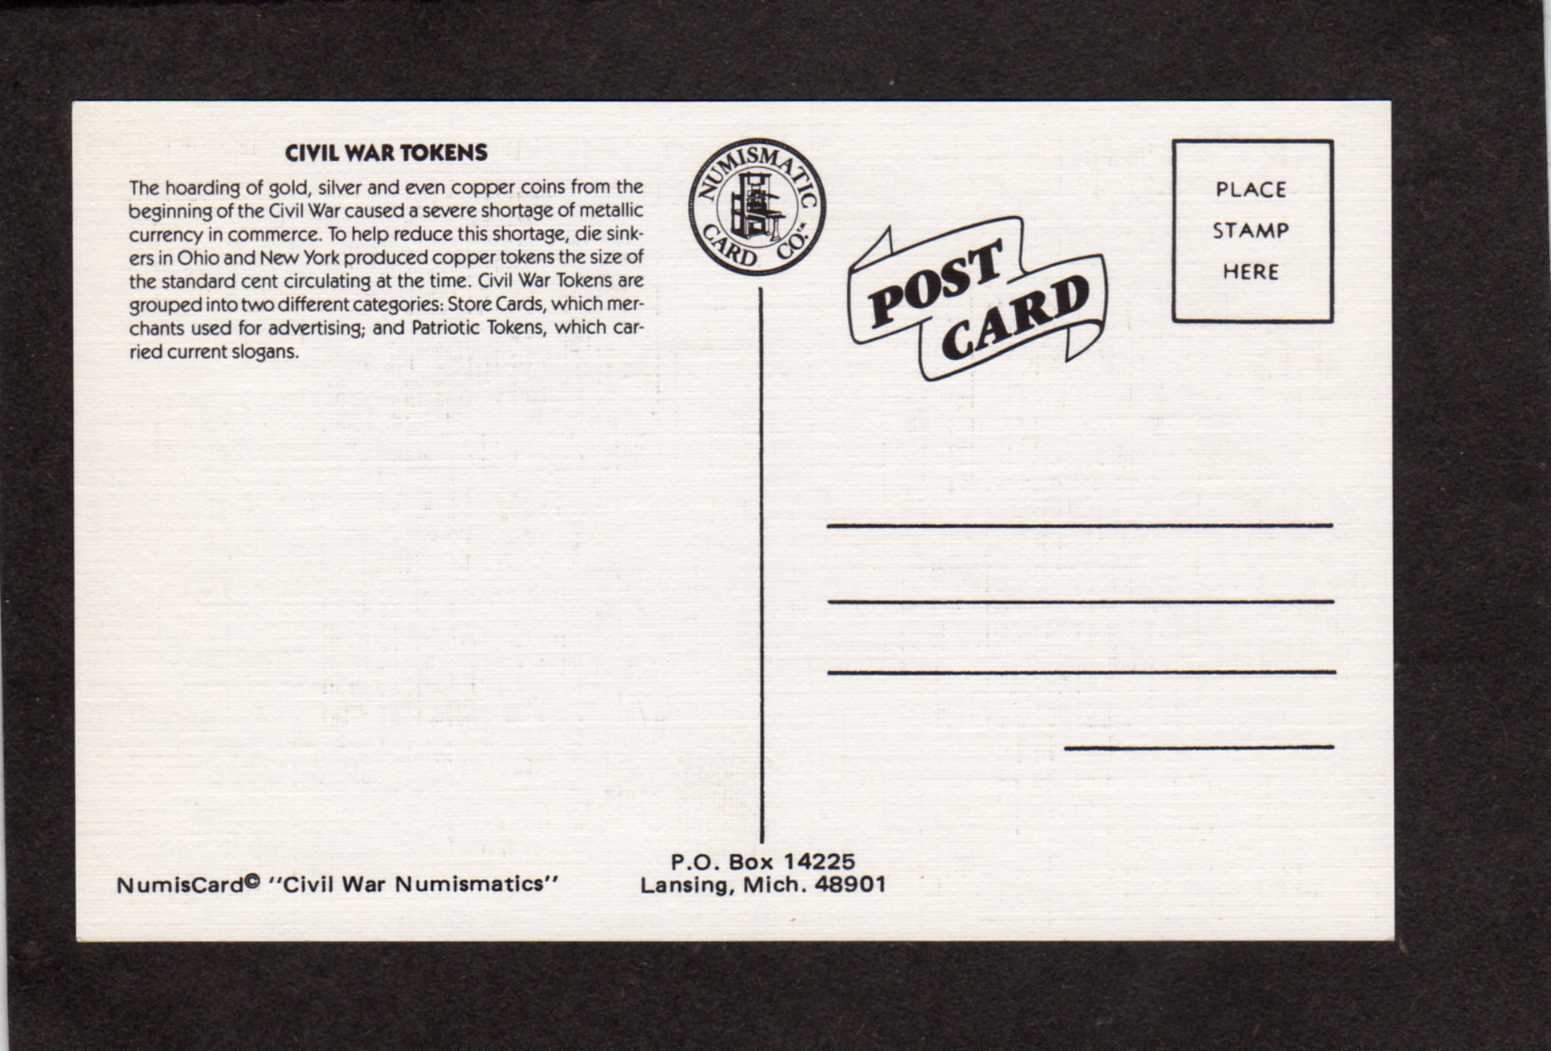 CIVIL WAR TOKENS
The hoarding of gold, silver and even copper coins from the
beginning of the Civil War caused a severe shortage of metallic
currency in commerce. To help reduce this shortage, die sink-
ers in Ohio and New York produced copper tokens the size of
the standard cent circulating at the time. Civil War Tokens are
grouped into two different categories: Store Cards, which mer-
chants used for advertising; and Patriotic Tokens, which car-
ried current slogans.
NumisCard© "Civil War Numismatics"
NUMISMATIC
CARD CO.™
P.O. Box 14225
Lansing, Mich. 48901
POST
CARD
PLACE
STAMP
HERE